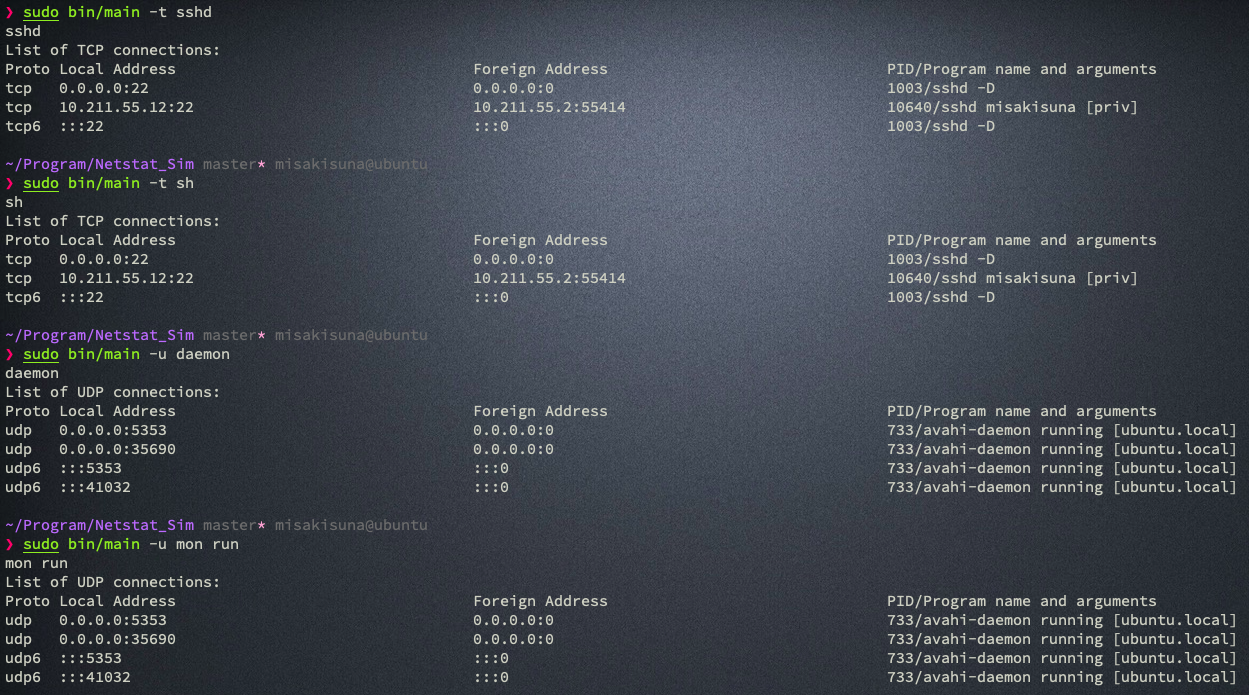 ❯ sudo bin/main -t sshd
sshd
List of TCP connections:
Proto Local Address Foreign Address PID/Program name and arguments
tcp 0.0.0.0:22 0.0.0.0:0 1003/sshd -D
tcp 10.211.55.12:22 10.211.55.2:55414 10640/sshd misakisuna [priv]
tcp6 :::22 :::0 1003/sshd -D
~/Program/Netstat_Sim master* misakisuna@ubuntu
❯ sudo bin/main -t sh
sh
List of TCP connections:
Proto Local Address Foreign Address PID/Program name and arguments
tcp 0.0.0.0:22 0.0.0.0:0 1003/sshd -D
tcp 10.211.55.12:22 10.211.55.2:55414 10640/sshd misakisuna [priv]
tcp6 :::22 :::0 1003/sshd -D
~/Program/Netstat_Sim master* misakisuna@ubuntu
❯ sudo bin/main -u daemon
daemon
List of UDP connections:
Proto Local Address Foreign Address PID/Program name and arguments
udp 0.0.0.0:5353 0.0.0.0:0 733/avahi-daemon running [ubuntu.local]
udp 0.0.0.0:35690 0.0.0.0:0 733/avahi-daemon running [ubuntu.local]
udp6 :::5353 :::0 733/avahi-daemon running [ubuntu.local]
udp6 :::41032 :::0 733/avahi-daemon running [ubuntu.local]
~/Program/Netstat_Sim master* misakisuna@ubuntu
❯ sudo bin/main -u mon run
mon run
List of UDP connections:
Proto Local Address Foreign Address PID/Program name and arguments
udp 0.0.0.0:5353 0.0.0.0:0 733/avahi-daemon running [ubuntu.local]
udp 0.0.0.0:35690 0.0.0.0:0 733/avahi-daemon running [ubuntu.local]
udp6 :::5353 :::0 733/avahi-daemon running [ubuntu.local]
udp6 :::41032 :::0 733/avahi-daemon running [ubuntu.local]